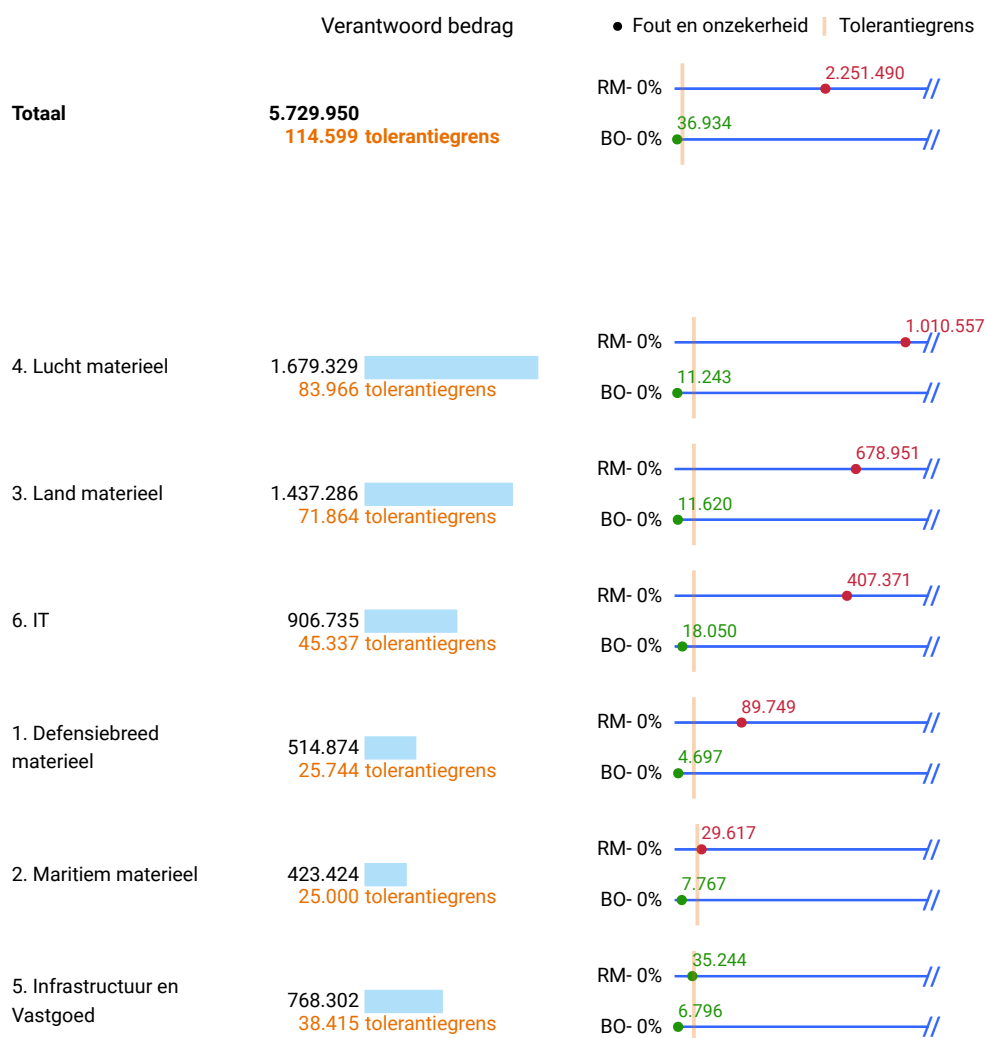 Verantwoord bedrag
Fout en onzekerheid
Tolerantiegrens
Totaal
5.729.950
114.599 tolerantiegrens
RM- 0%
2.251.490
BO- 0%
36.934
4. Lucht materieel
1.679.329
83.966 tolerantiegrens
RM- 0%
1.010.557
BO- 0%
11.243
3. Land materieel
1.437.286
71.864 tolerantiegrens
RM- 0%
678.951
BO- 0%
11.620
6. IT
906.735
45.337 tolerantiegrens
RM- 0%
407.371
BO- 0%
18.050
1. Defensiebreed
materieel
514.874
25.744 tolerantiegrens
RM- 0%
89.749
BO- 0%
4.697
2. Maritiem materieel
423.424
25.000 tolerantiegrens
RM- 0%
29.617
BO- 0%
7.767
5. Infrastructuur en
Vastgoed
768.302
38.415 tolerantiegrens
RM- 0%
35.244
BO- 0%
6.796